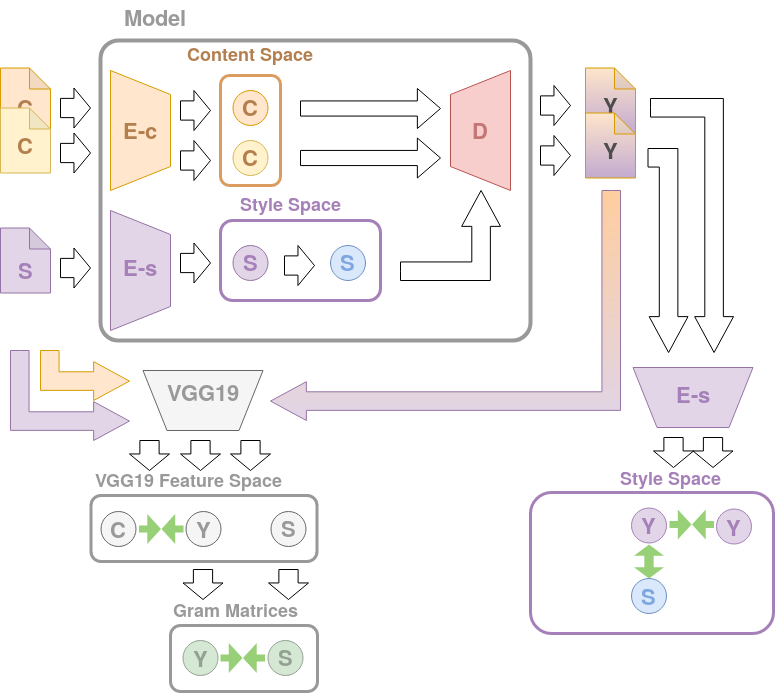 Model
Content Space
C
C
E-c
C
C
D
Y
Y
Style Space
S
E-s
S
S
VGG19
E-s
VGG19 Feature Space
C
Y
S
Style Space
Y
Y
S
Gram Matrices
Y
S